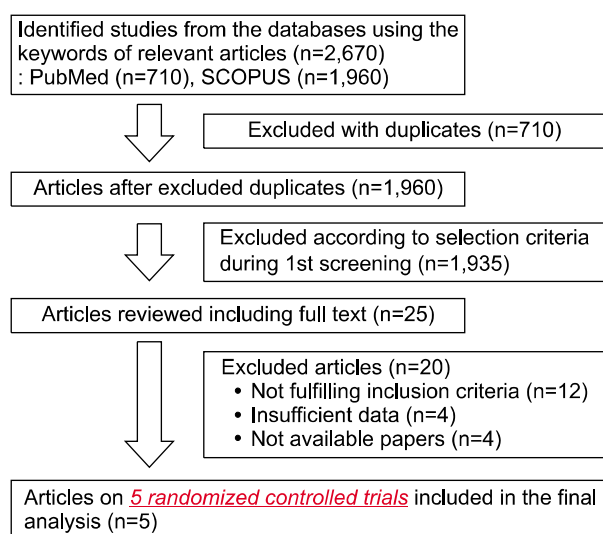 Identified studies from the databases using the
keywords of relevant articles (n=2,670)
: PubMed (n=710), SCOPUS (n=1,960)
Excluded with duplicates (n=710)
Articles after excluded duplicates (n=1,960)
Excluded according to selection criteria
during 1st screening (n=1,935)
Articles reviewed including full text (n=25)
Excluded articles (n=20)
• Not fulfilling inclusion criteria (n=12)
• Insufficient data (n=4)
• Not available papers (n=4)
Articles on 5 randomized controlled trials included in the final
analysis (n=5)